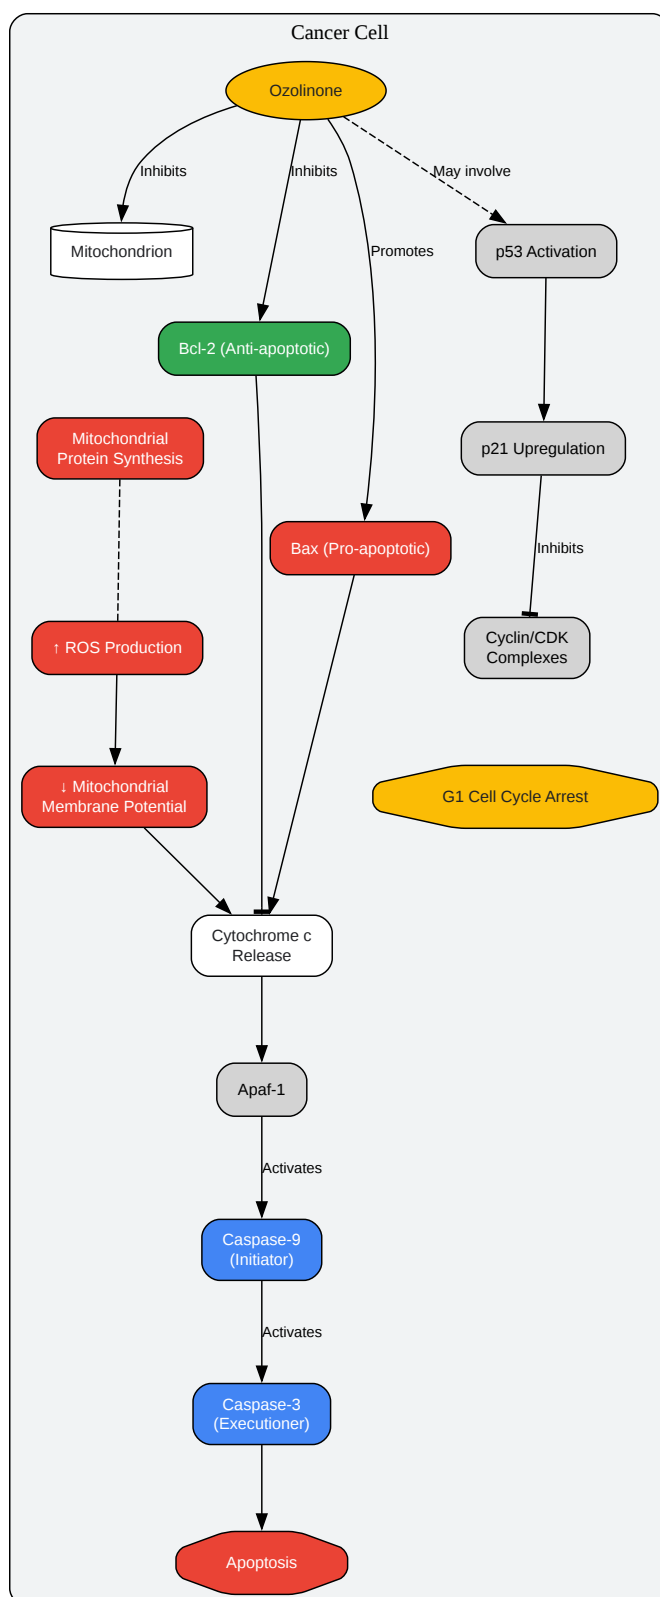 Cancer Cell
Ozolinone
Inhibits
Inhibits
May involve
Mitochondrion
Promotes
p53 Activation
Bcl-2 (Anti-apoptotic)
Mitochondrial
Protein Synthesis
p21 Upregulation
Bax (Pro-apoptotic)
Inhibits
↑ ROS Production
Cyclin/CDK
Complexes
↓ Mitochondrial
Membrane Potential
G1 Cell Cycle Arrest
Cytochrome c
Release
Apaf-1
Activates
Caspase-9
(Initiator)
Activates
Caspase-3
(Executioner)
Apoptosis